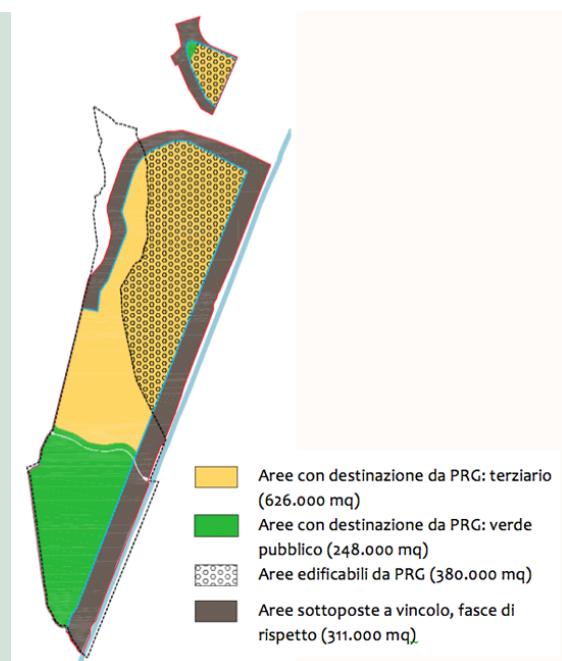 Aree con destinazione da PRG: terziario
(626.000 mq)
Aree con destinazione da PRG: verde
pubblico (248.000 mq)
Aree edificabili da PRG (380.000 mq)
Aree sottoposte a vincolo, fasce di
rispetto (311.000 mq)